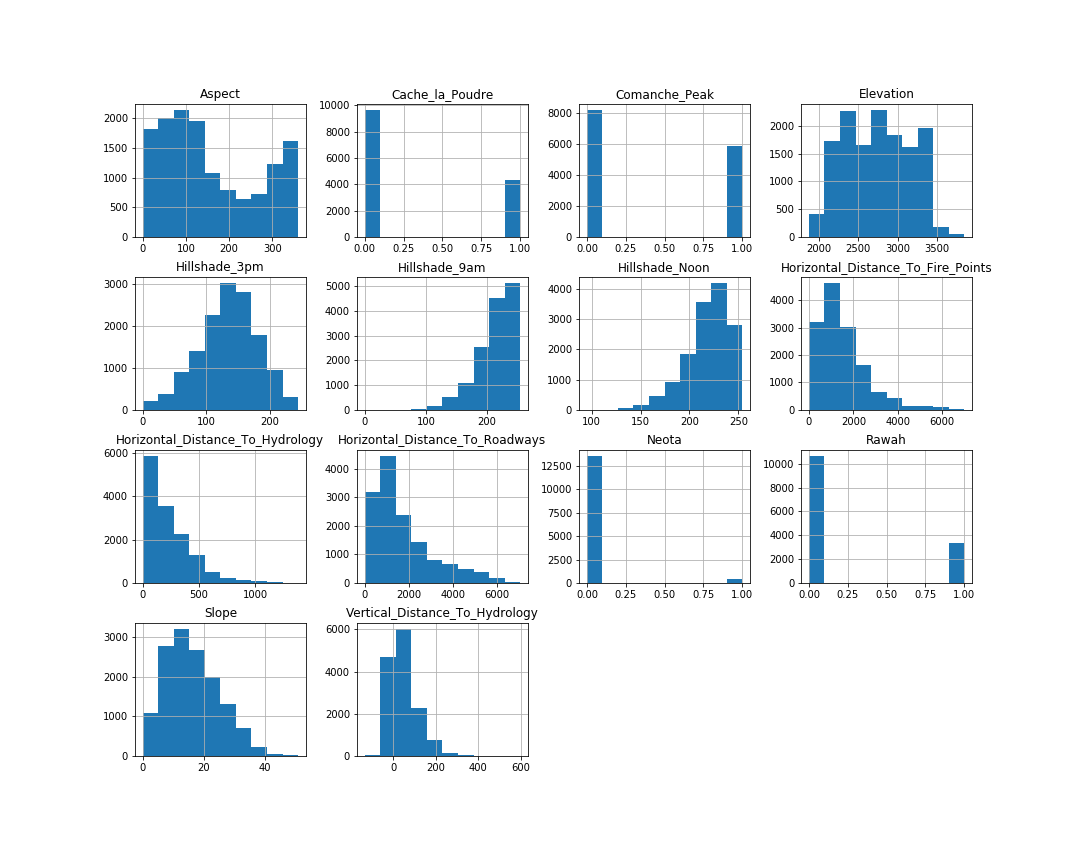 Aspect Cache_la_Poudre Comanche_Peak Elevation
2000 1500 1000 500 0
0 100 200 300
10000 8000 6000 4000 2000 0
0.00 0.25 0.50 0.75 1.00
8000 6000 4000 2000 0
0.00 0.25 0.50 0.75 1.00
2000 1500 1000 500 0
2000 2500 3000 3500
Hillshade_3pm Hillshade_9am Hillshade_Noon Horizontal_Distance_To_Fire_Points
3000 2000 1000 0
0 100 200
5000 4000 3000 2000 1000 0
0 100 200
4000 3000 2000 1000 0
100 150 200 250
4000 3000 2000 1000 0
0 2000 4000 6000
Horizontal_Distance_To_Hydrology Horizontal_Distance_To_Roadways Neota Rawah
6000 4000 2000 0
0 500 1000
4000 3000 2000 1000 0
0 2000 4000 6000
12500 10000 7500 5000 2500 0
0.00 0.25 0.50 0.75 1.00
10000 8000 6000 4000 2000 0
0.00 0.25 0.50 0.75 1.00
Slope Vertical_Distance_To_Hydrology
3000 2000 1000 0
0 20 40
6000 4000 2000 0
0 200 400 600